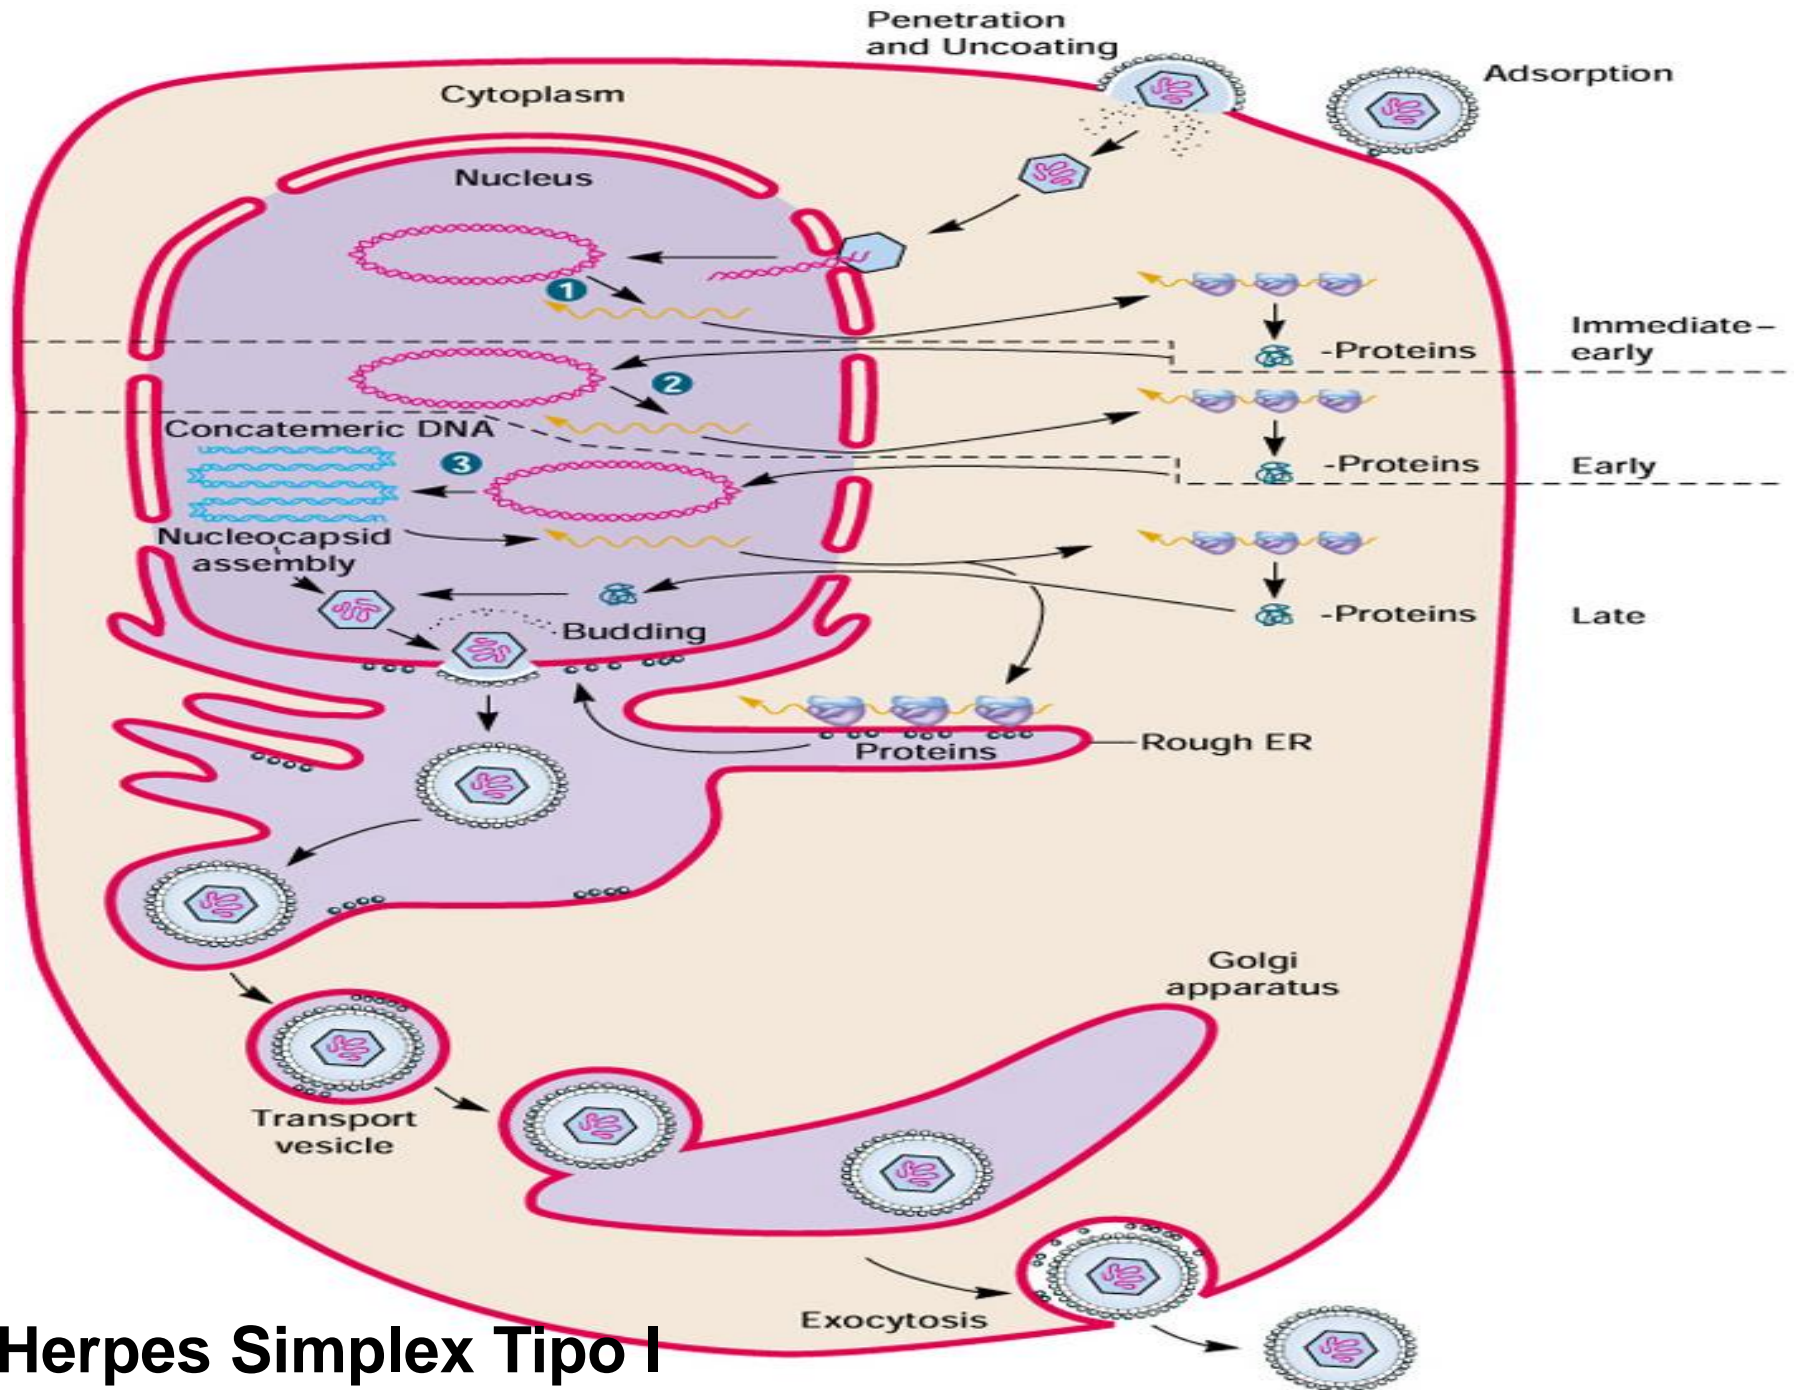 Penetration
and Uncoating
Adsorption
Cytoplasm
Nucleus
1
Immediate–
early
-Proteins
2
Concatemeric DNA
3
-Proteins
Early
Nucleocapsid
assembly
-Proteins
Late
Budding
Proteins
Rough ER
Golgi
apparatus
Transport
vesicle
Exocytosis
Herpes Simplex Tipo I